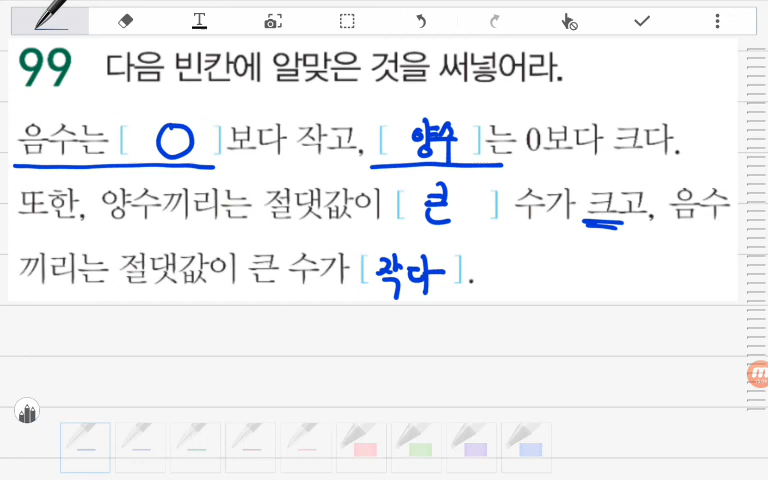 99 다음 빈칸에 알맞은 것을 써넣어라.
음수는 [ 0 ]보다 작고, [ 양수 ]는 0보다 크다.
또한, 양수끼리는 절댓값이 [ 큰 ] 수가 크고, 음수
끼리는 절댓값이 큰 수가 [ 작다 ].